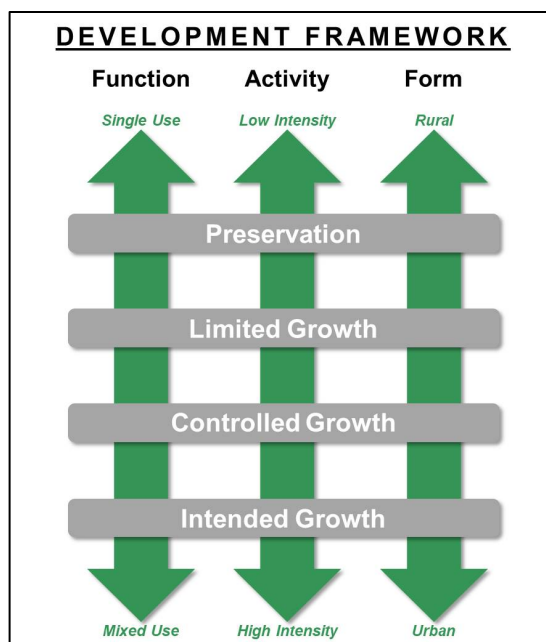 DEVELOPMENT FRAMEWORK
Function Activity Form
Single Use Low Intensity Rural
Preservation
Limited Growth
Controlled Growth
Intended Growth
Mixed Use High Intensity Urban